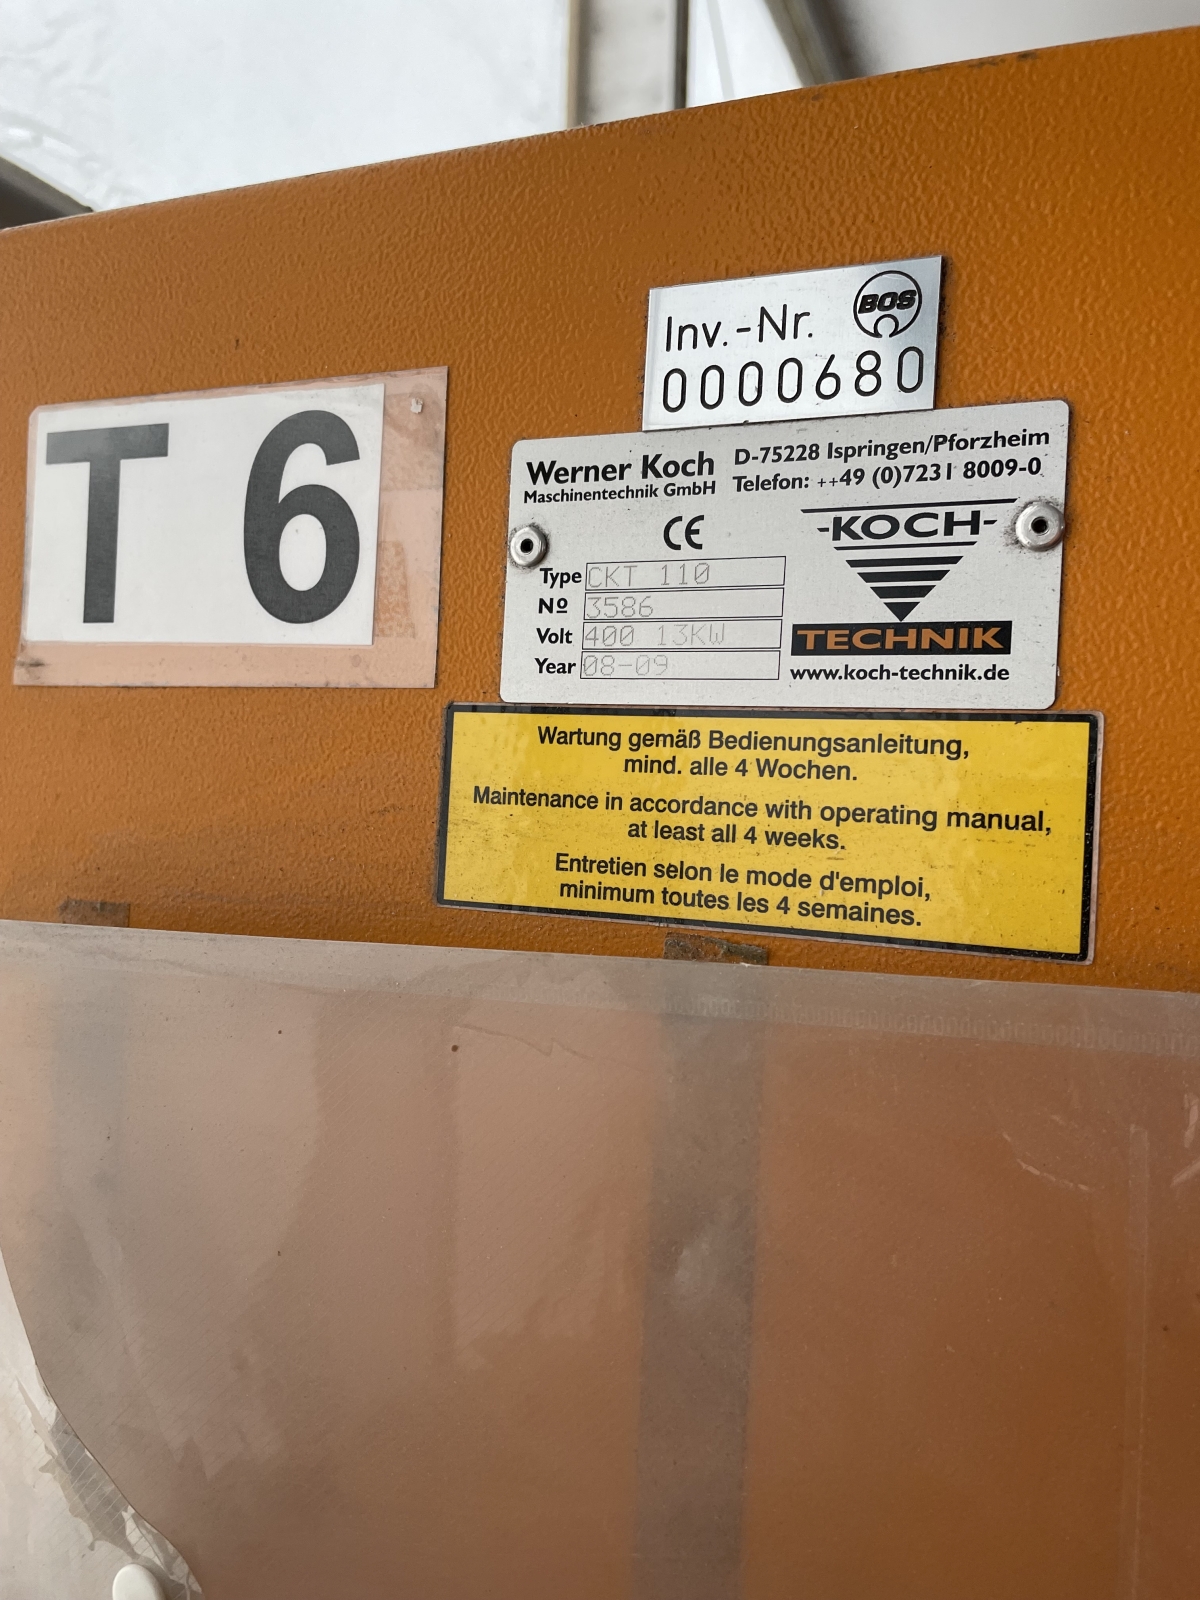 T 6
Inv.-Nr.
BOS
0000680
Werner Koch
Maschinentechnik GmbH
D-75228 Ispringen/Pforzheim
Telefon: ++49 (0)7231 8009-0
CE
Type CKT 110
Nº 3586
Volt 400 13KW
Year 08-09
-KOCH-
TECHNIK
www.koch-technik.de
Wartung gemäß Bedienungsanleitung,
mind. alle 4 Wochen.
Maintenance in accordance with operating manual,
at least all 4 weeks.
Entretien selon le mode d'emploi,
minimum toutes les 4 semaines.